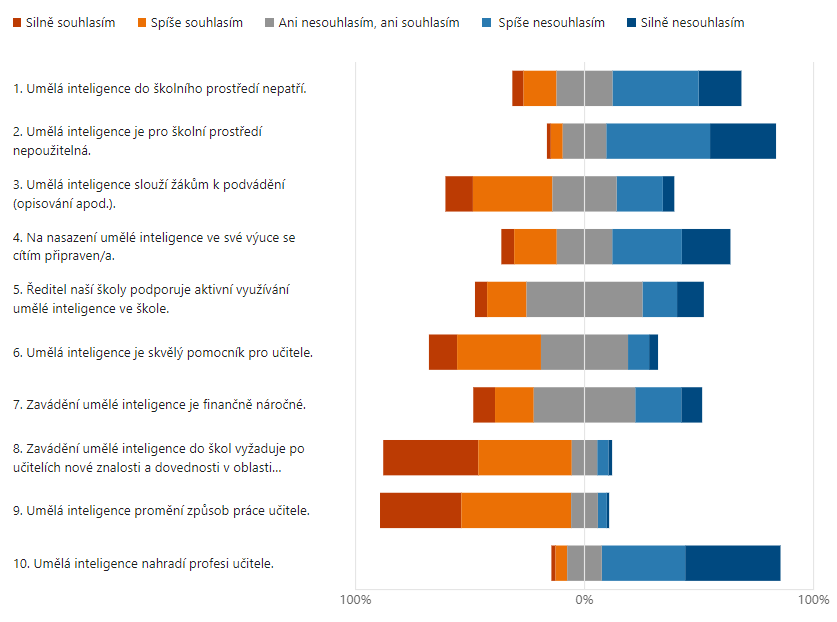 Silně souhlasím Spíše souhlasím Ani nesouhlasím, ani souhlasím Spíše nesouhlasím Silně nesouhlasím
1. Umělá inteligence do školního prostředí nepatří.
2. Umělá inteligence je pro školní prostředí
nepoužitelná.
3. Umělá inteligence slouží žákům k podvádění
(opisování apod.).
4. Na nasazení umělé inteligence ve své výuce se
cítím připraven/a.
5. Ředitel naší školy podporuje aktivní využívání
umělé inteligence ve škole.
6. Umělá inteligence je skvělý pomocník pro učitele.
7. Zavádění umělé inteligence je finančně náročné.
8. Zavádění umělé inteligence do škol vyžaduje po
učitelích nové znalosti a dovednosti v oblasti...
9. Umělá inteligence promění způsob práce učitele.
10. Umělá inteligence nahradí profesi učitele.
100% 0% 100%